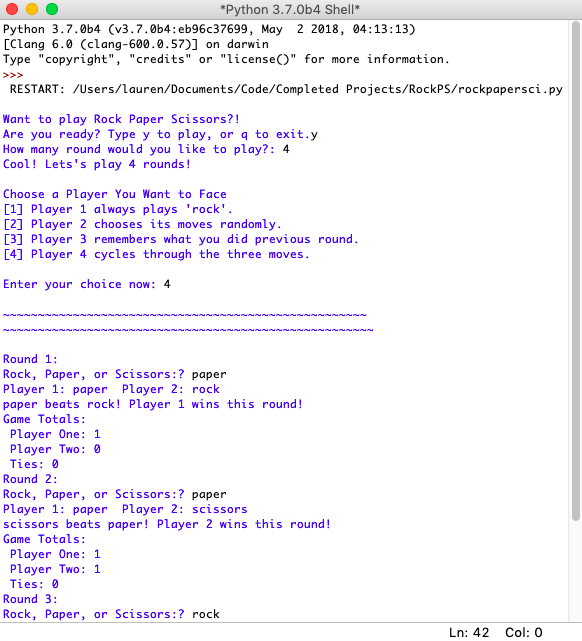 *Python 3.7.0b4 Shell*
Python 3.7.0b4 (v3.7.0b4:eb96c37699, May  2 2018, 04:13:13)
[Clang 6.0 (clang-600.0.57)] on darwin
Type "copyright", "credits" or "license()" for more information.
>>>
 RESTART: /Users/lauren/Documents/Code/Completed Projects/RockPS/rockpapersci.py

Want to play Rock Paper Scissors?!
Are you ready? Type y to play, or q to exit.y
How many round would you like to play?: 4
Cool! Lets's play 4 rounds!

Choose a Player You Want to Face
[1] Player 1 always plays 'rock'.
[2] Player 2 chooses its moves randomly.
[3] Player 3 remembers what you did previous round.
[4] Player 4 cycles through the three moves.

Enter your choice now: 4

~~~~~~~~~~~~~~~~~~~~~~~~~~~~~~~~~~~~~~~~~~~~~~~~~~~~
~~~~~~~~~~~~~~~~~~~~~~~~~~~~~~~~~~~~~~~~~~~~~~~~~~~~~

Round 1:
Rock, Paper, or Scissors:? paper
Player 1: paper  Player 2: rock
paper beats rock! Player 1 wins this round!
Game Totals:
 Player One: 1
 Player Two: 0
 Ties: 0
Round 2:
Rock, Paper, or Scissors:? paper
Player 1: paper  Player 2: scissors
scissors beats paper! Player 2 wins this round!
Game Totals:
 Player One: 1
 Player Two: 1
 Ties: 0
Round 3:
Rock, Paper, or Scissors:? rock
Ln: 42  Col: 0